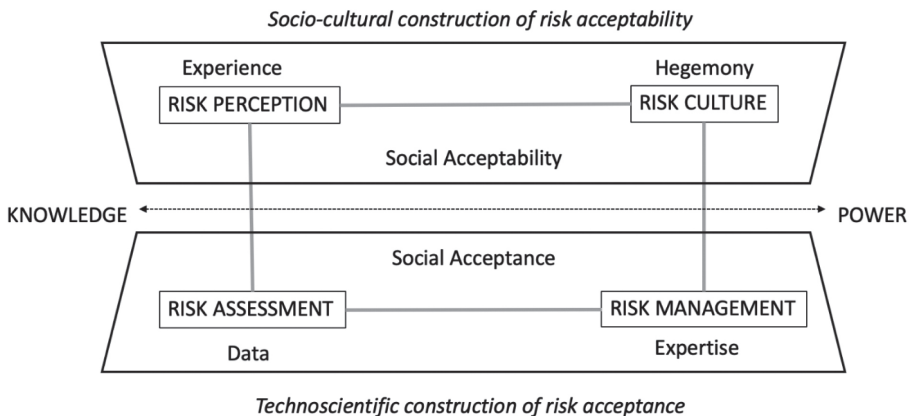 Socio-cultural construction of risk acceptability
Experience
Hegemony
RISK PERCEPTION
RISK CULTURE
Social Acceptability
KNOWLEDGE
POWER
Social Acceptance
RISK ASSESSMENT
RISK MANAGEMENT
Data
Expertise
Technoscientific construction of risk acceptance